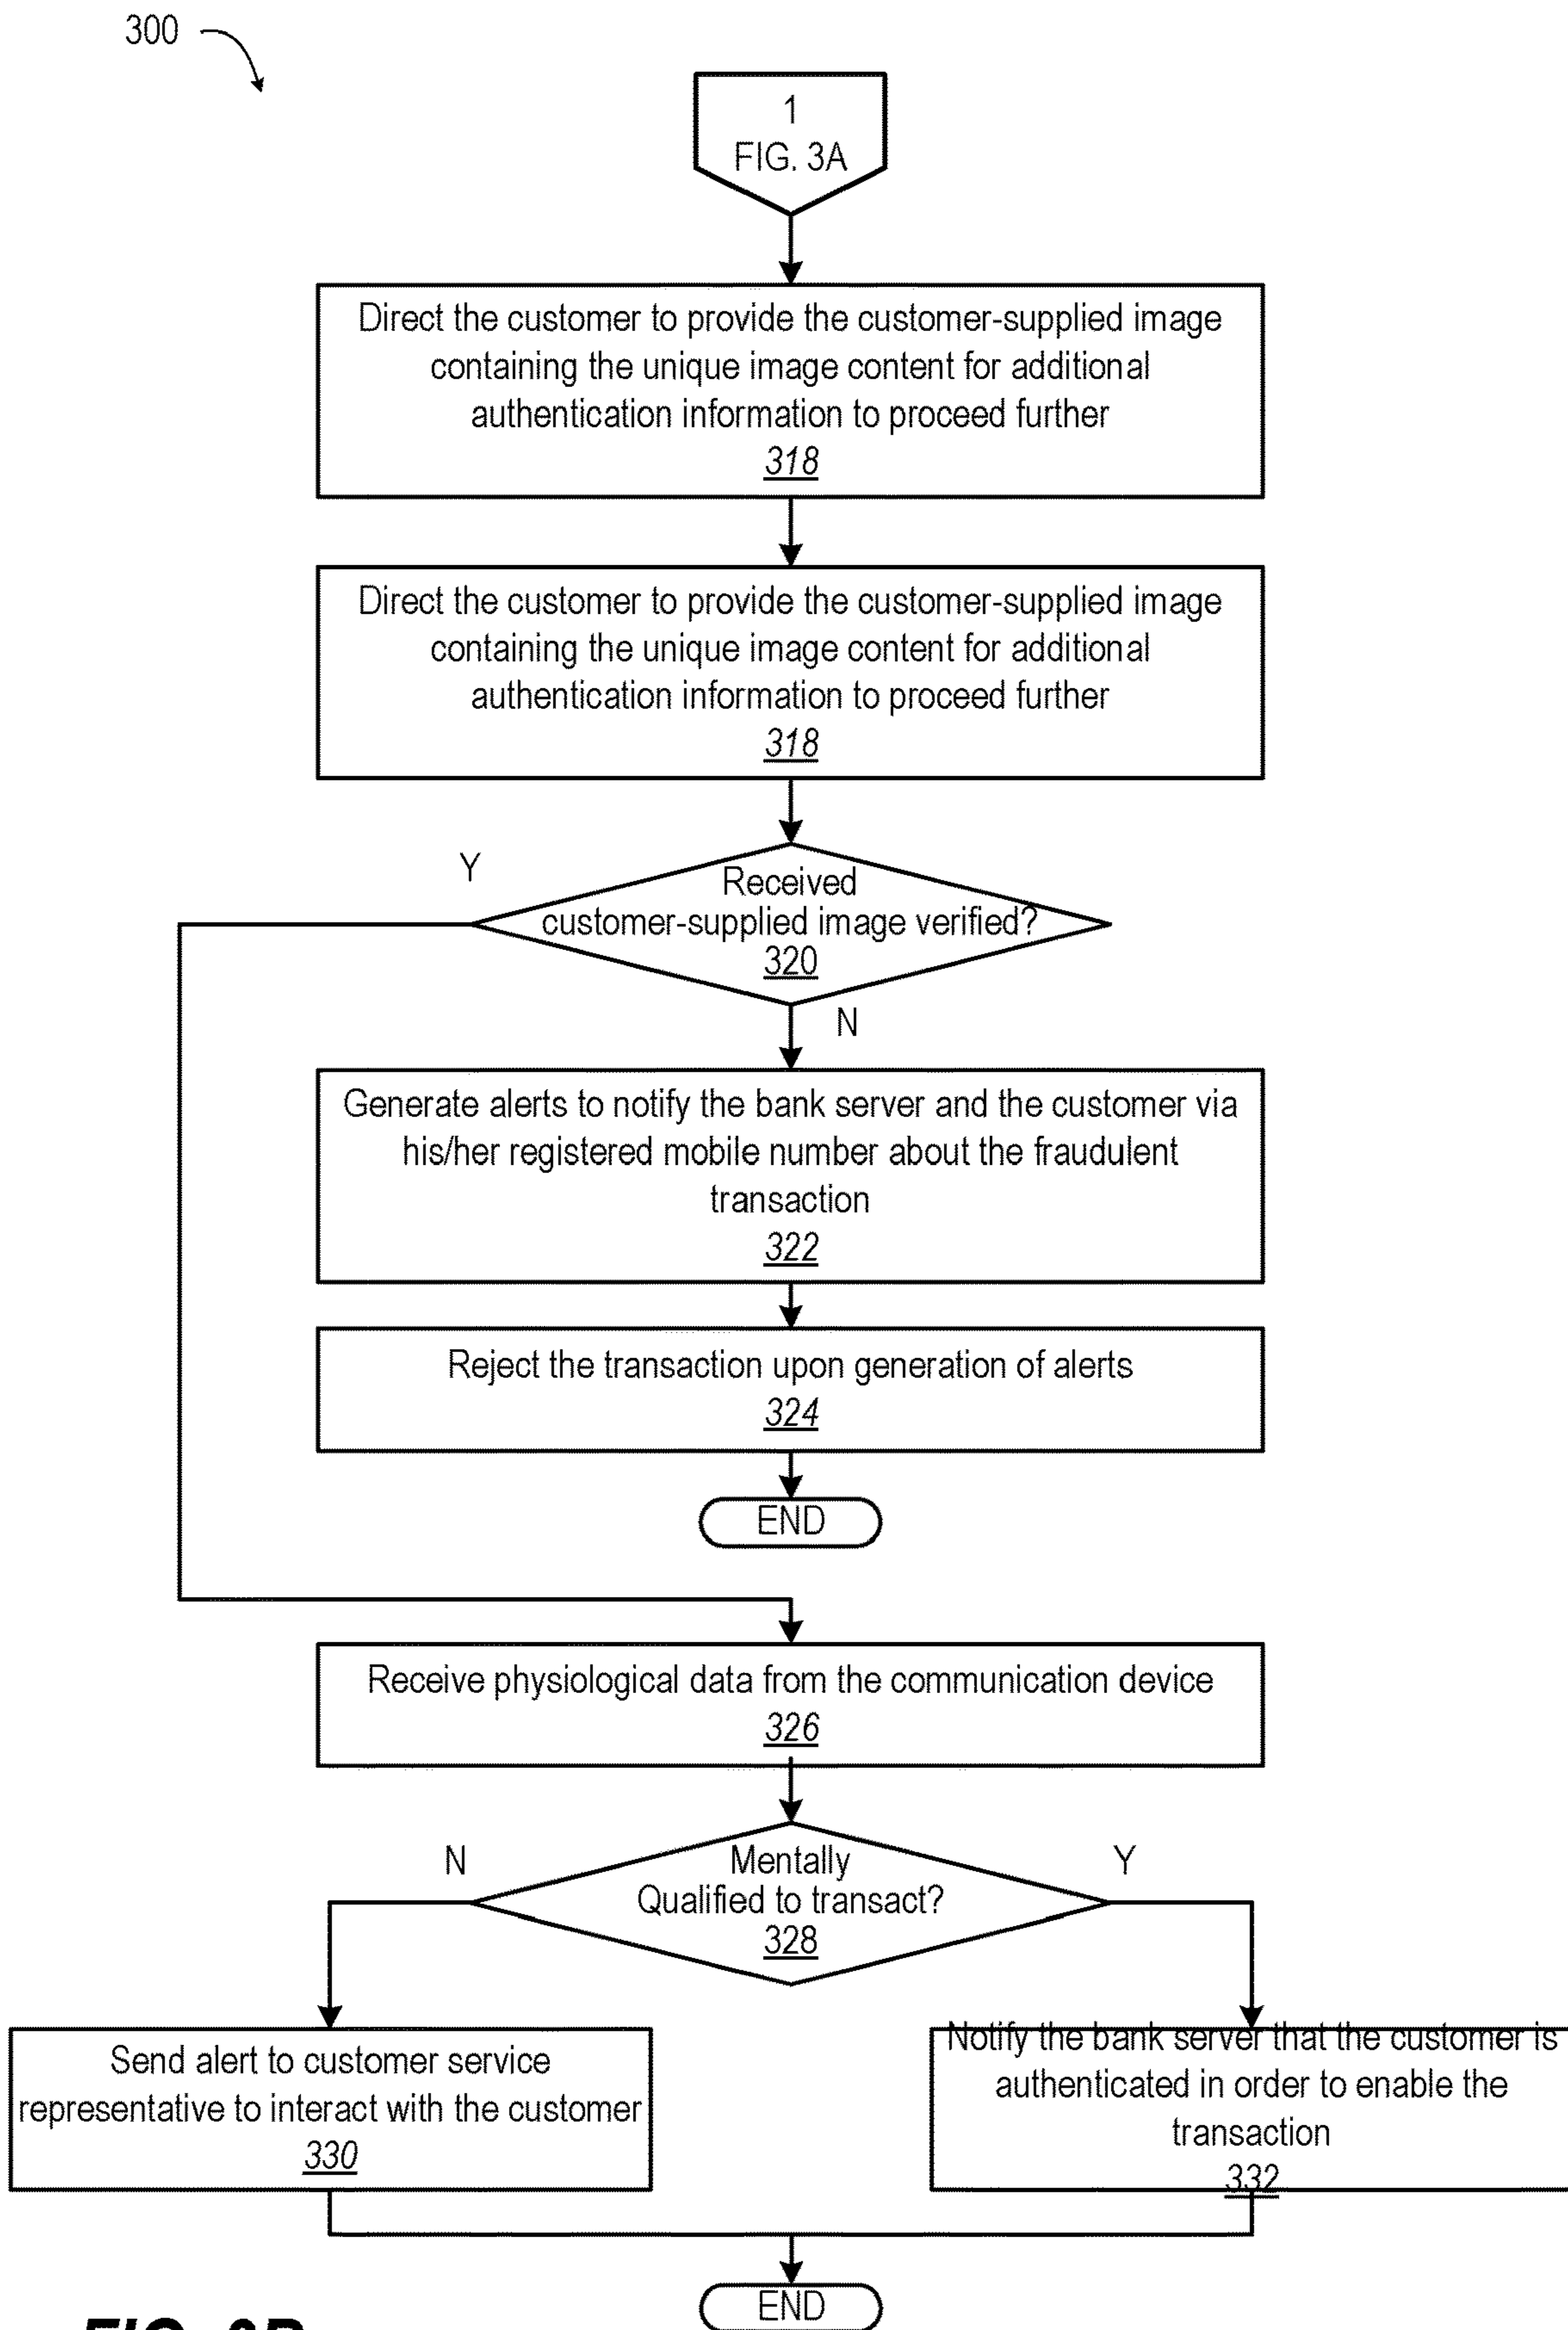 300
1
FIG. 3A
Direct the customer to provide the customer-supplied image
containing the unique image content for additional
authentication information to proceed further
318
Direct the customer to provide the customer-supplied image
containing the unique image content for additional
authentication information to proceed further
318
Y
Received
customer-supplied image verified?
320
N
Generate alerts to notify the bank server and the customer via
his/her registered mobile number about the fraudulent
transaction
322
Reject the transaction upon generation of alerts
324
END
Receive physiological data from the communication device
326
N
Mentally
Y
Qualified to transact?
328
Send alert to customer service
representative to interact with the customer
330
Notify the bank server that the customer is
authenticated in order to enable the
transaction
332
END